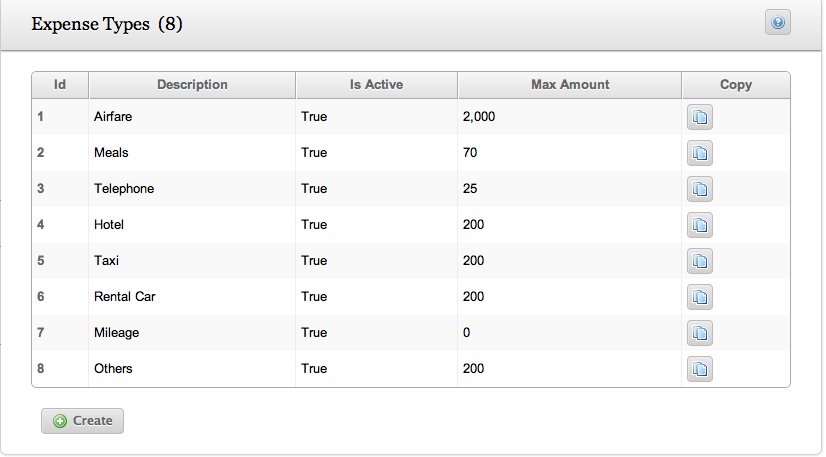 Expense Types (8)
Id Description Is Active Max Amount Copy
1 Airfare True 2,000
2 Meals True 70
3 Telephone True 25
4 Hotel True 200
5 Taxi True 200
6 Rental Car True 200
7 Mileage True 0
8 Others True 200
Create